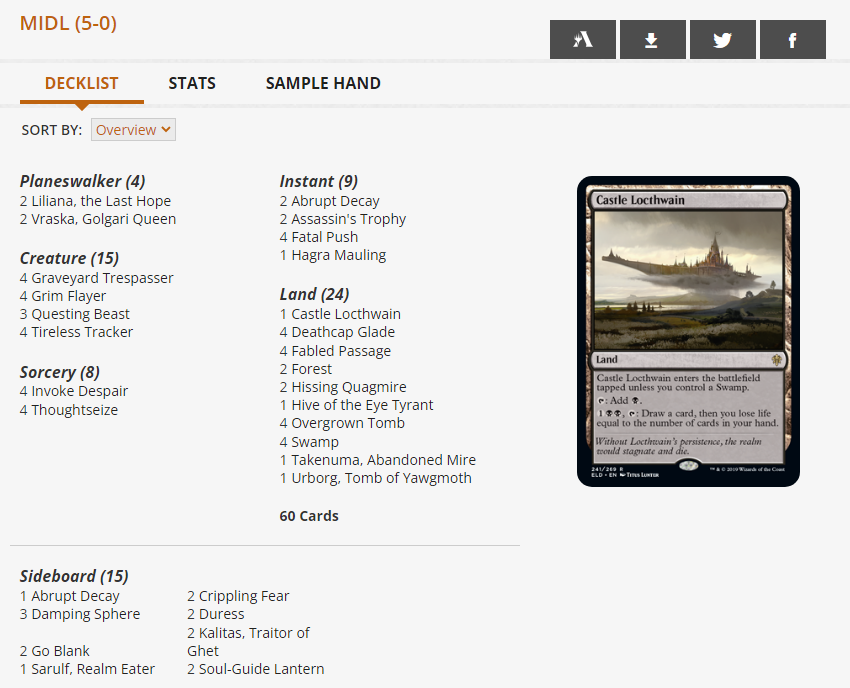 MIDL (5-0)
f
DECKLIST
STATS
SAMPLE HAND
SORT BY:
Overview
Planeswalker (4)
2 Liliana, the Last Hope
2 Vraska, Golgari Queen
Creature (15)
4 Graveyard Trespasser
4 Grim Flayer
3 Questing Beast
4 Tireless Tracker
Sorcery (8)
4 Invoke Despair
4 Thoughtseize
Instant (9)
2 Abrupt Decay
2 Assassin's Trophy
4 Fatal Push
1 Hagra Mauling
Land (24)
1 Castle Locthwain
4 Deathcap Glade
4 Fabled Passage
2 Forest
2 Hissing Quagmire
1 Hive of the Eye Tyrant
4 Overgrown Tomb
4 Swamp
1 Takenuma, Abandoned Mire
1 Urborg, Tomb of Yawgmoth
60 Cards
Castle Locthwain
Land
Castle Locthwain enters the battlefield
tapped unless you control a Swamp.
: Add .
1 , : Draw a card, then you lose life
equal to the number of cards in your hand.
Without Locthwain's persistence, the realm
would stagnate and die.
241/269 R
ELD • EN Titus Lunter
™ & © 2019 Wizards of the Coast
Sideboard (15)
1 Abrupt Decay
3 Damping Sphere
2 Go Blank
1 Sarulf, Realm Eater
2 Crippling Fear
2 Duress
2 Kalitas, Traitor of
Ghet
2 Soul-Guide Lantern